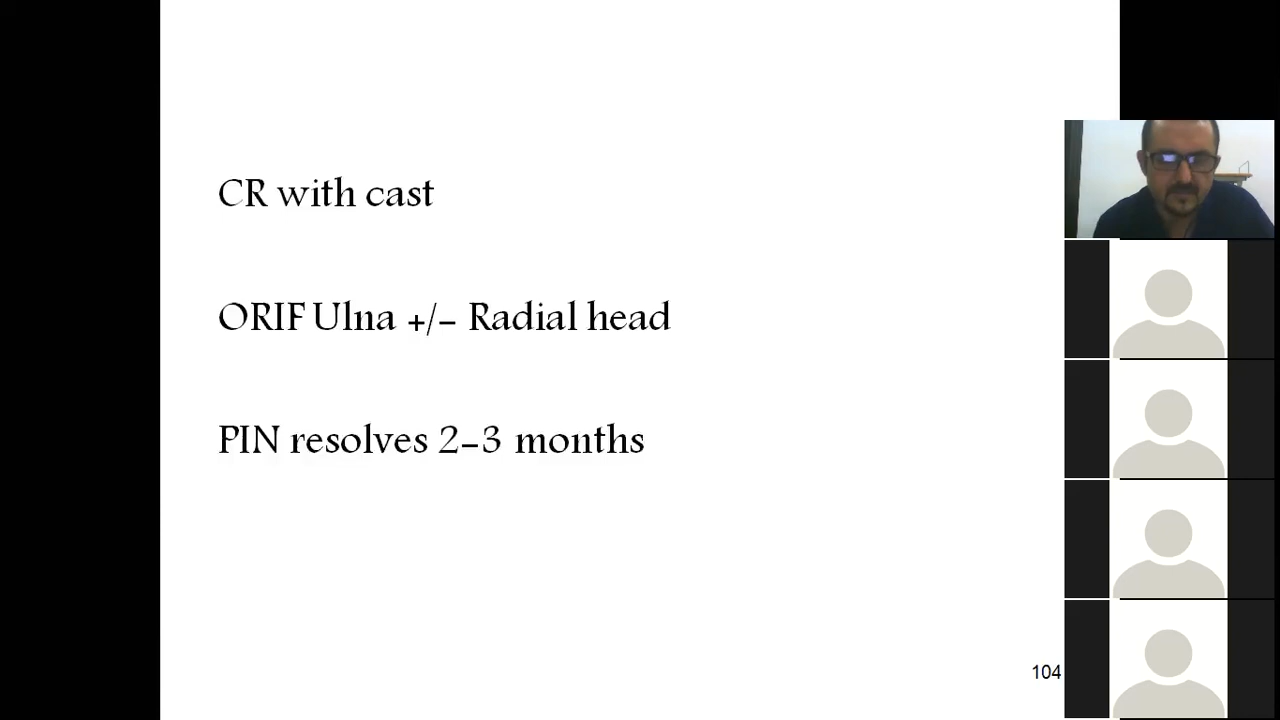 CR with cast
ORIF Ulna +/- Radial head
PIN resolves 2-3 months
104